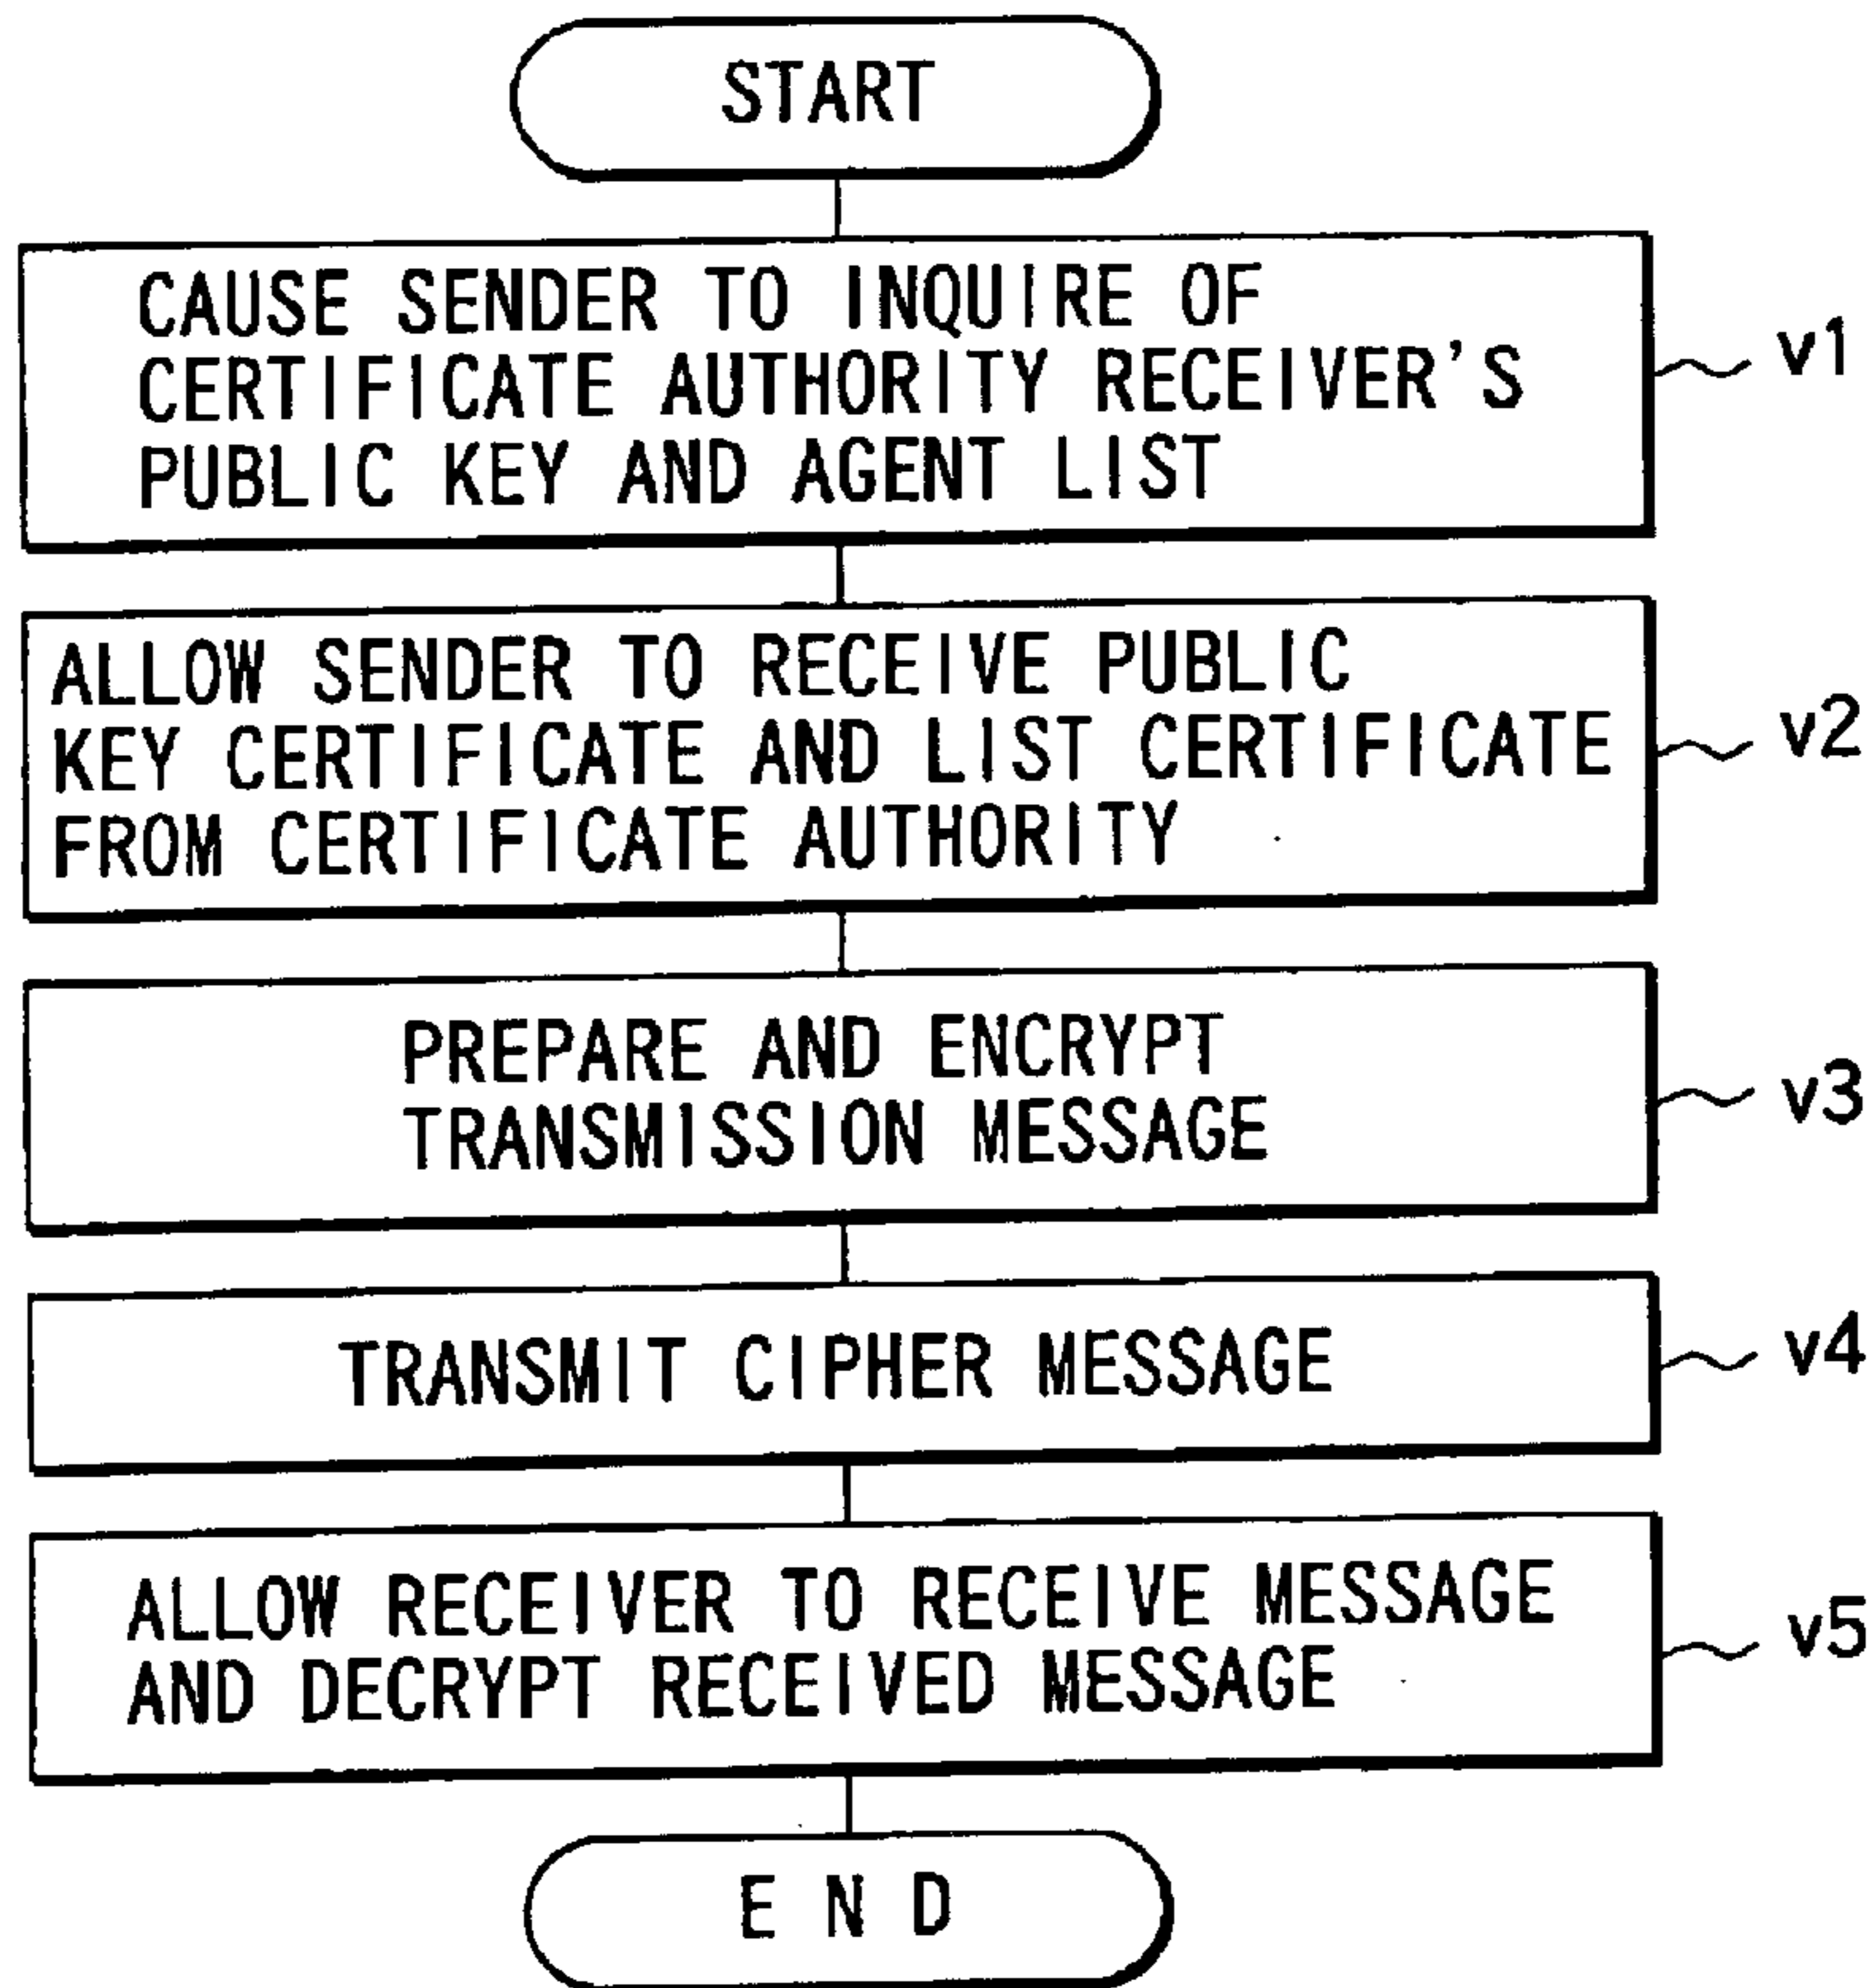 START
CAUSE SENDER TO INQUIRE OF
CERTIFICATE AUTHORITY RECEIVER'S
PUBLIC KEY AND AGENT LIST
v1
ALLOW SENDER TO RECEIVE PUBLIC
KEY CERTIFICATE AND LIST CERTIFICATE
FROM CERTIFICATE AUTHORITY
v2
PREPARE AND ENCRYPT
TRANSMISSION MESSAGE
v3
TRANSMIT CIPHER MESSAGE
v4
ALLOW RECEIVER TO RECEIVE MESSAGE
AND DECRYPT RECEIVED MESSAGE
v5
END